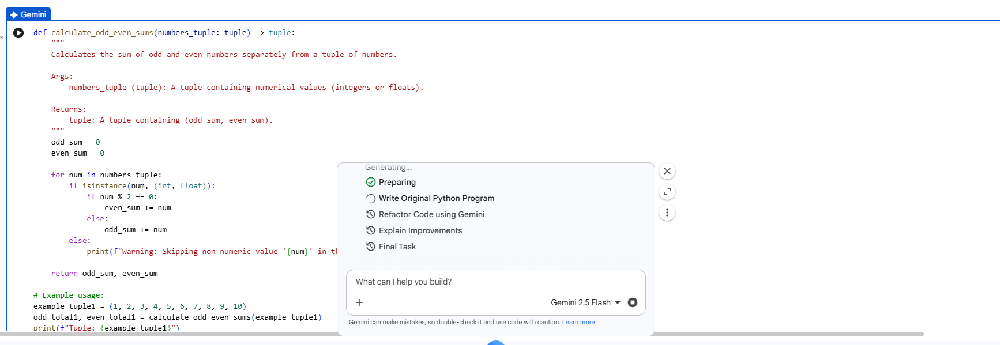 Gemini
def calculate_odd_even_sums(numbers_tuple: tuple) -> tuple:
"""
Calculates the sum of odd and even numbers separately from a tuple of numbers.
Args:
numbers_tuple (tuple): A tuple containing numerical values (integers or floats).
Returns:
tuple: A tuple containing (odd_sum, even_sum).
"""
odd_sum = 0
even_sum = 0
for num in numbers_tuple:
if isinstance(num, (int, float)):
if num % 2 == 0:
even_sum += num
else:
odd_sum += num
else:
print(f"Warning: Skipping non-numeric value '{num}' in
return odd_sum, even_sum
# Example usage:
example_tuple1 = (1, 2, 3, 4, 5, 6, 7, 8, 9, 10)
odd_total1, even_total1 = calculate_odd_even_sums(example_tuple1)
print(f"Tuple: {example_tuple1}")
Generating...
Preparing
Write Original Python Program
Refactor Code using Gemini
Explain Improvements
Final Task
What can I help you build?
Gemini 2.5 Flash
Gemini can make mistakes, so double-check it and use code with caution. Learn more